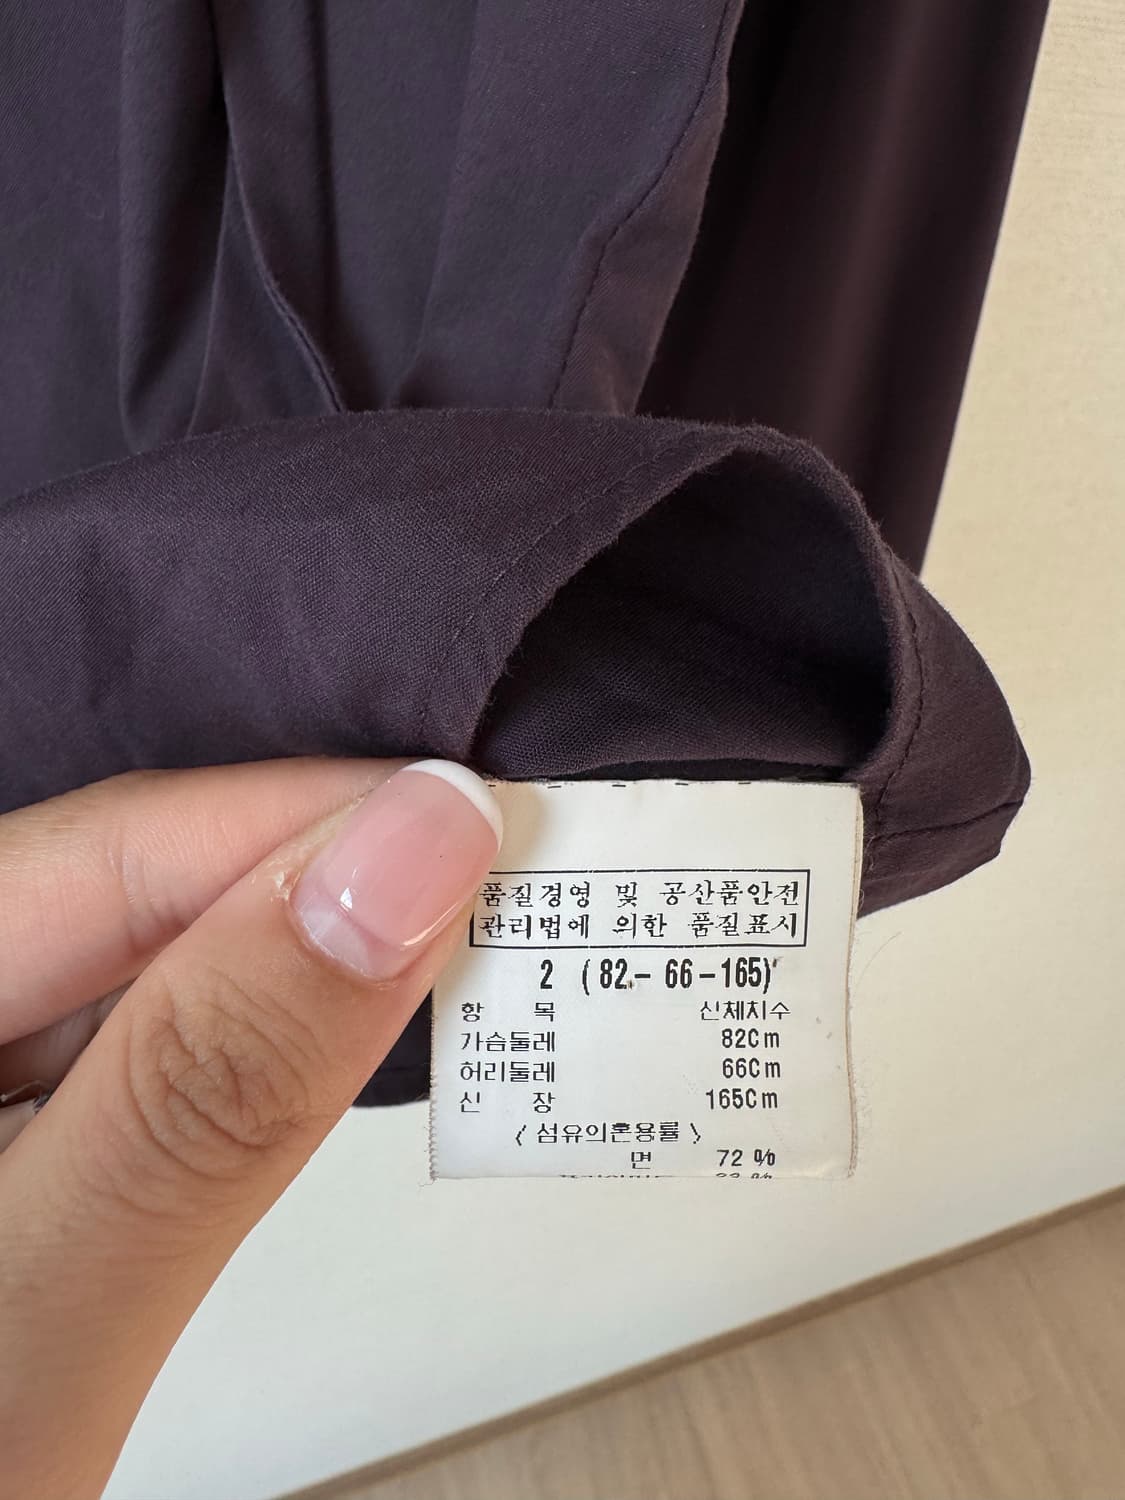 품질경영 및 공산품안전
관리법에 의한 품질표시
2 (82-66-165)
항 목 신체치수
가슴둘레 82Cm
허리둘레 66Cm
신 장 165Cm
〈섬유의혼용률〉
면 72 %